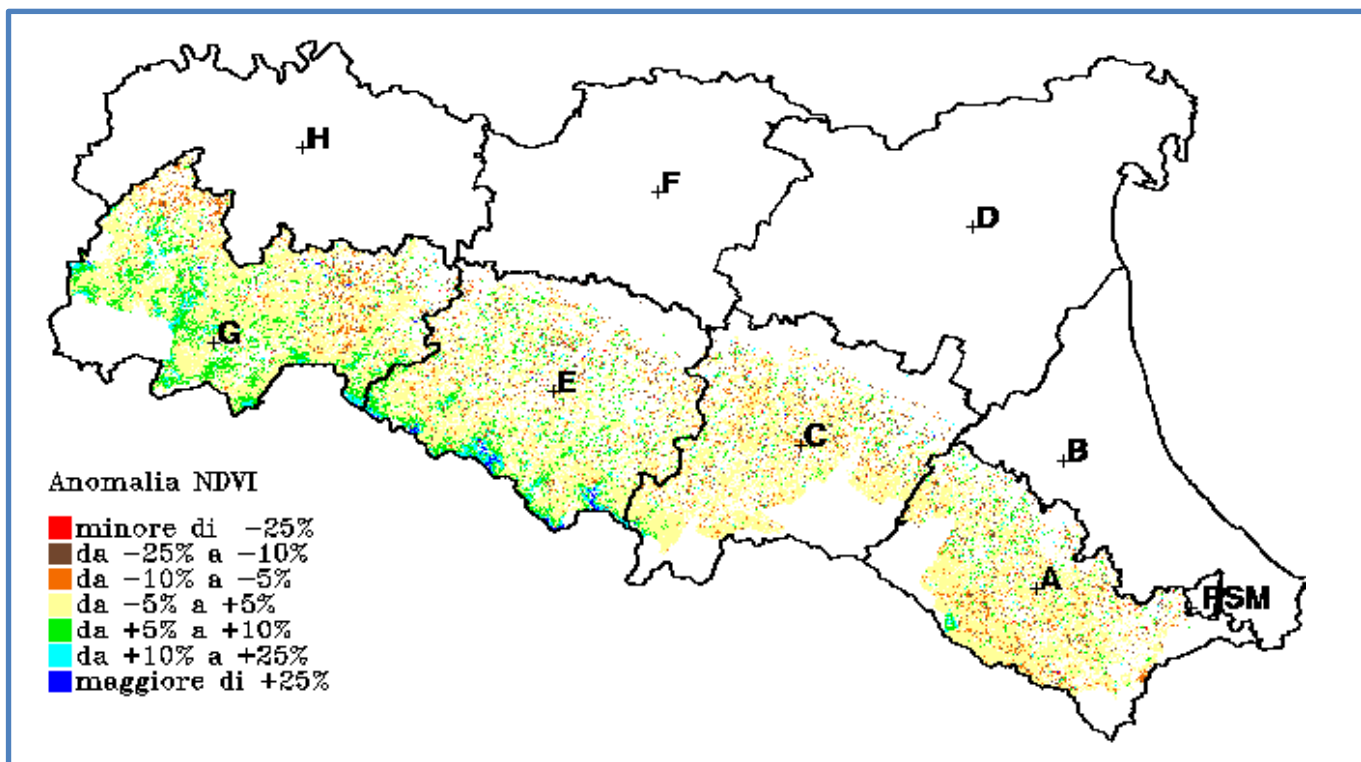 H
F
D
G
E
C
B
A
RSM
Anomalia NDVI
minore di -25%
da -25% a -10%
da -10% a -5%
da -5% a +5%
da +5% a +10%
da +10% a +25%
maggiore di +25%